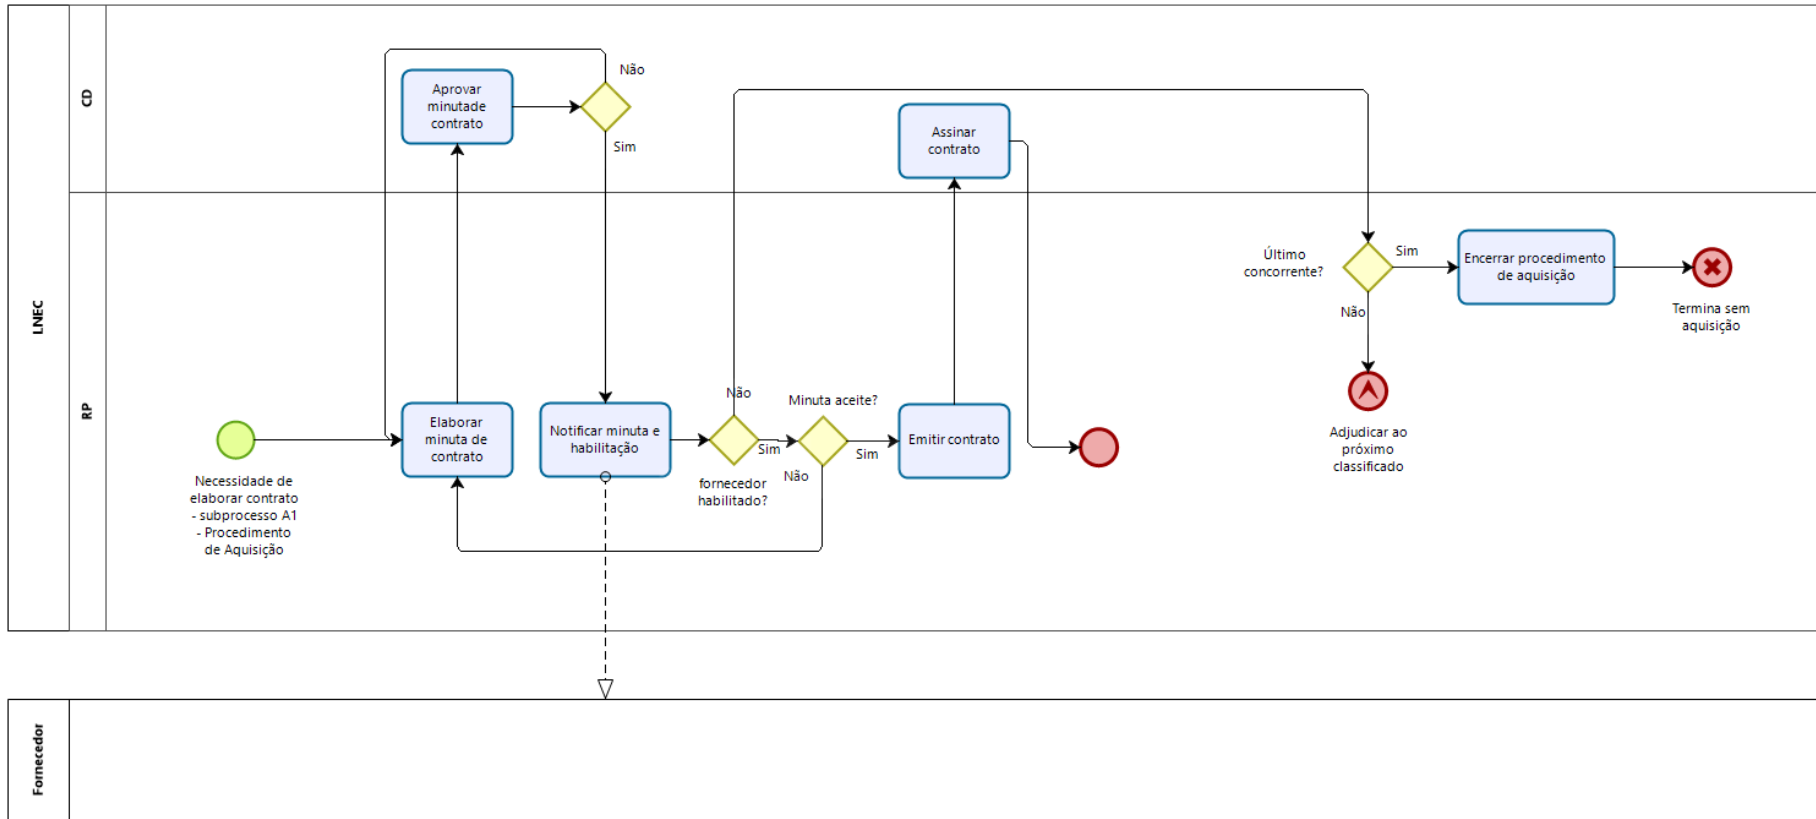 LNEC
CD
Aprovar
minutade
contrato
Não
Sim
Assinar
contrato
RP
Necessidade de
elaborar contrato
- subprocesso A1
- Procedimento
de Aquisição
Elaborar
minuta de
contrato
Notificar minuta e
habilitação
Não
Sim
fornecedor
habilitado?
Minuta aceite?
Não
Sim
Emitir contrato
Último
concorrente?
Sim
Não
Encerrar procedimento
de aquisição
Termina sem
aquisição
Adjudicar ao
próximo
classificado
Fornecedor